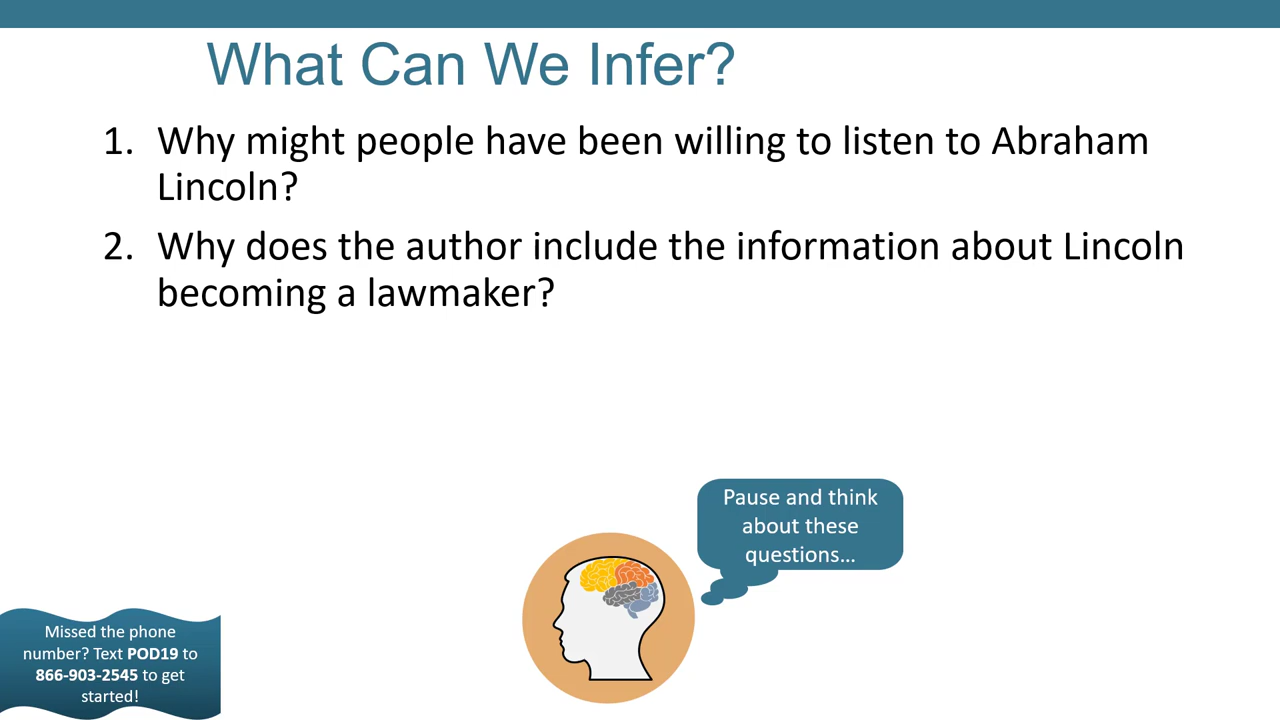 What Can We Infer?
1. Why might people have been willing to listen to Abraham
Lincoln?
2. Why does the author include the information about Lincoln
becoming a lawmaker?
Pause and think
about these
questions…
Missed the phone
number? Text POD19 to
866-903-2545 to get
started!